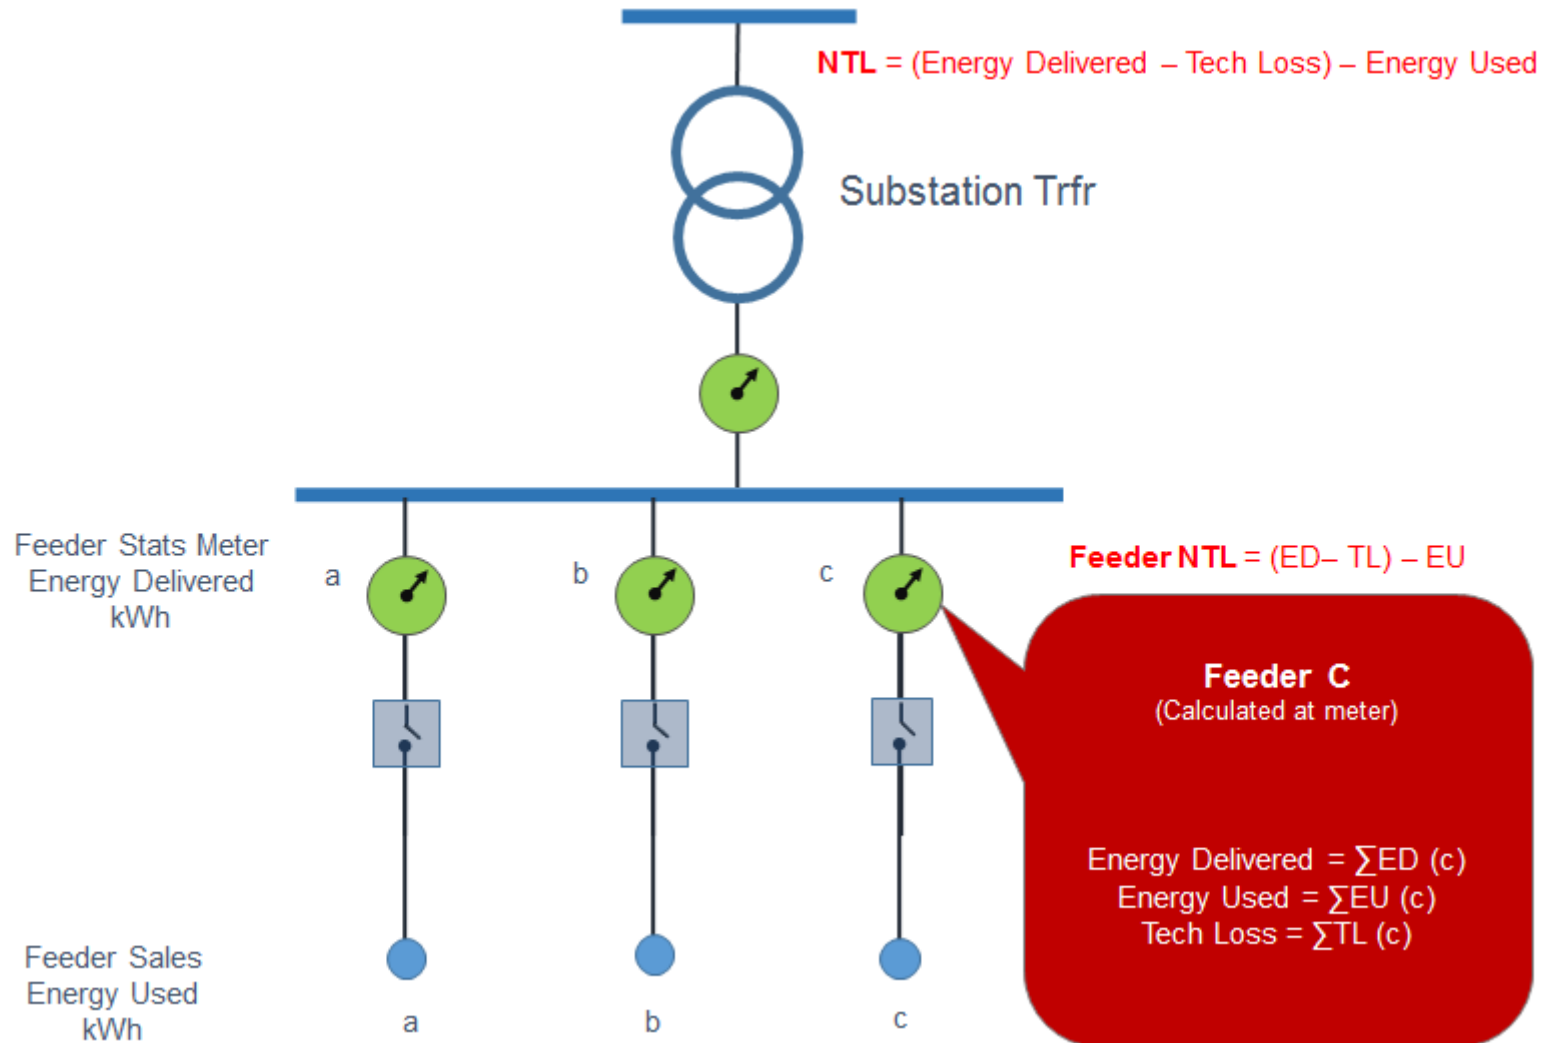 NTL = (Energy Delivered – Tech Loss) – Energy Used
Substation Trfr
Feeder Stats Meter
Energy Delivered
kWh
a
b
c
Feeder NTL = (ED– TL) – EU
Feeder C
(Calculated at meter)
Energy Delivered = ∑ED (c)
Energy Used = ∑EU (c)
Tech Loss = ∑TL (c)
Feeder Sales
Energy Used
kWh
a
b
c